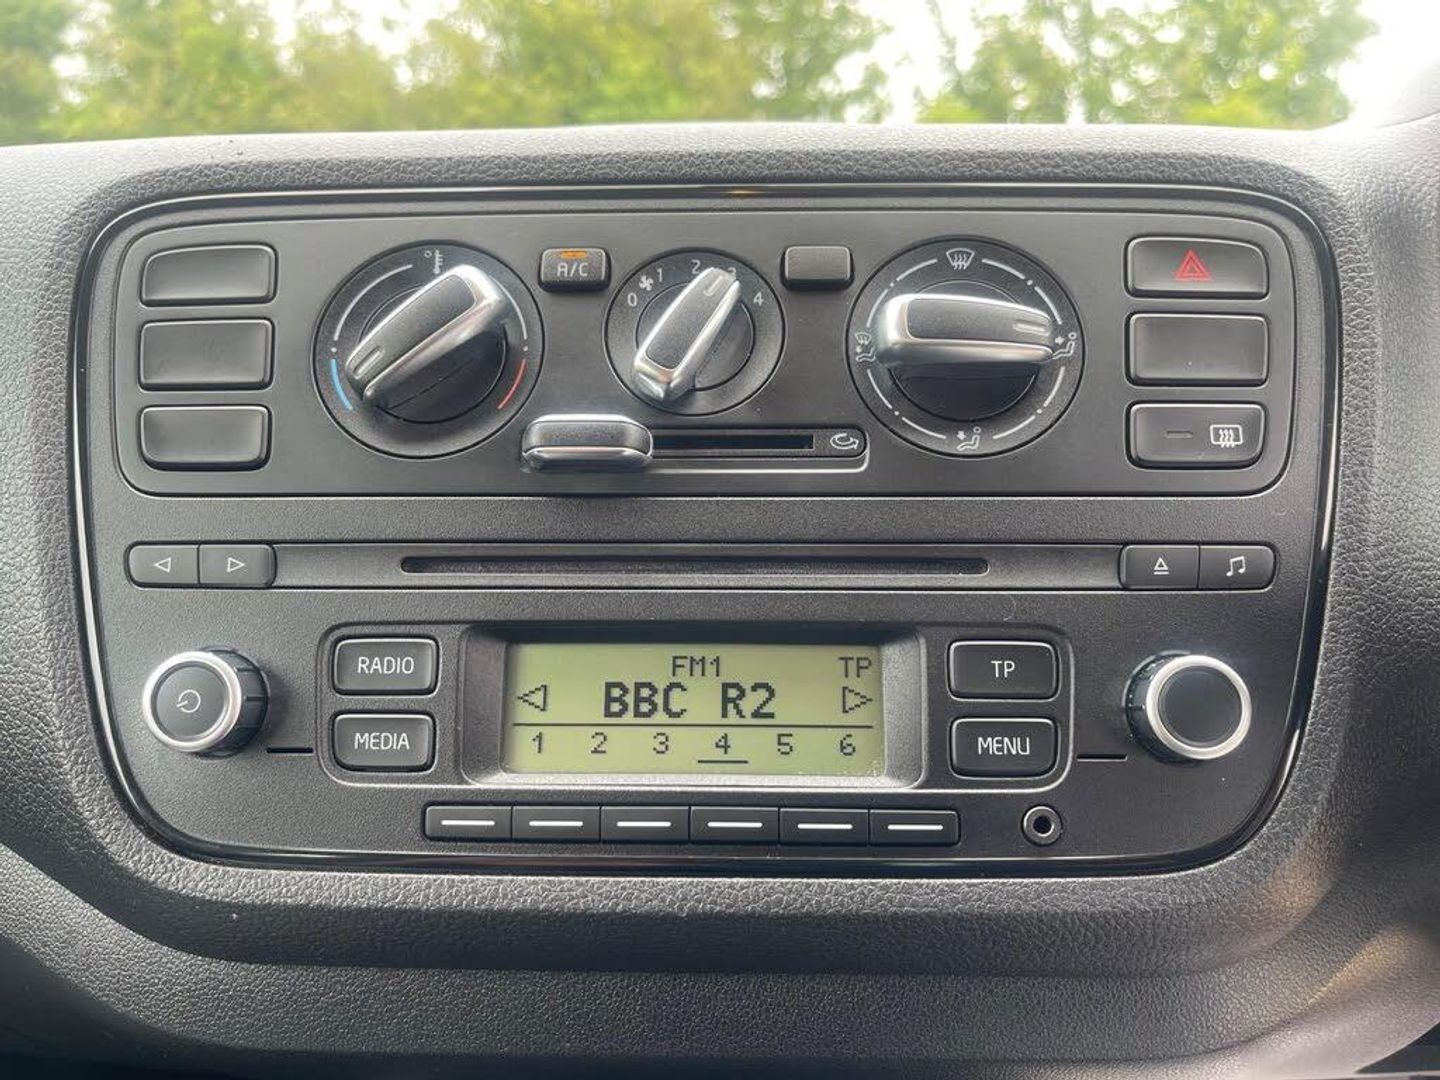 A/C
0 1 2 3 4
RADIO
FM1 TP
BBC R2
1 2 3 4 5 6
TP
MEDIA
MENU